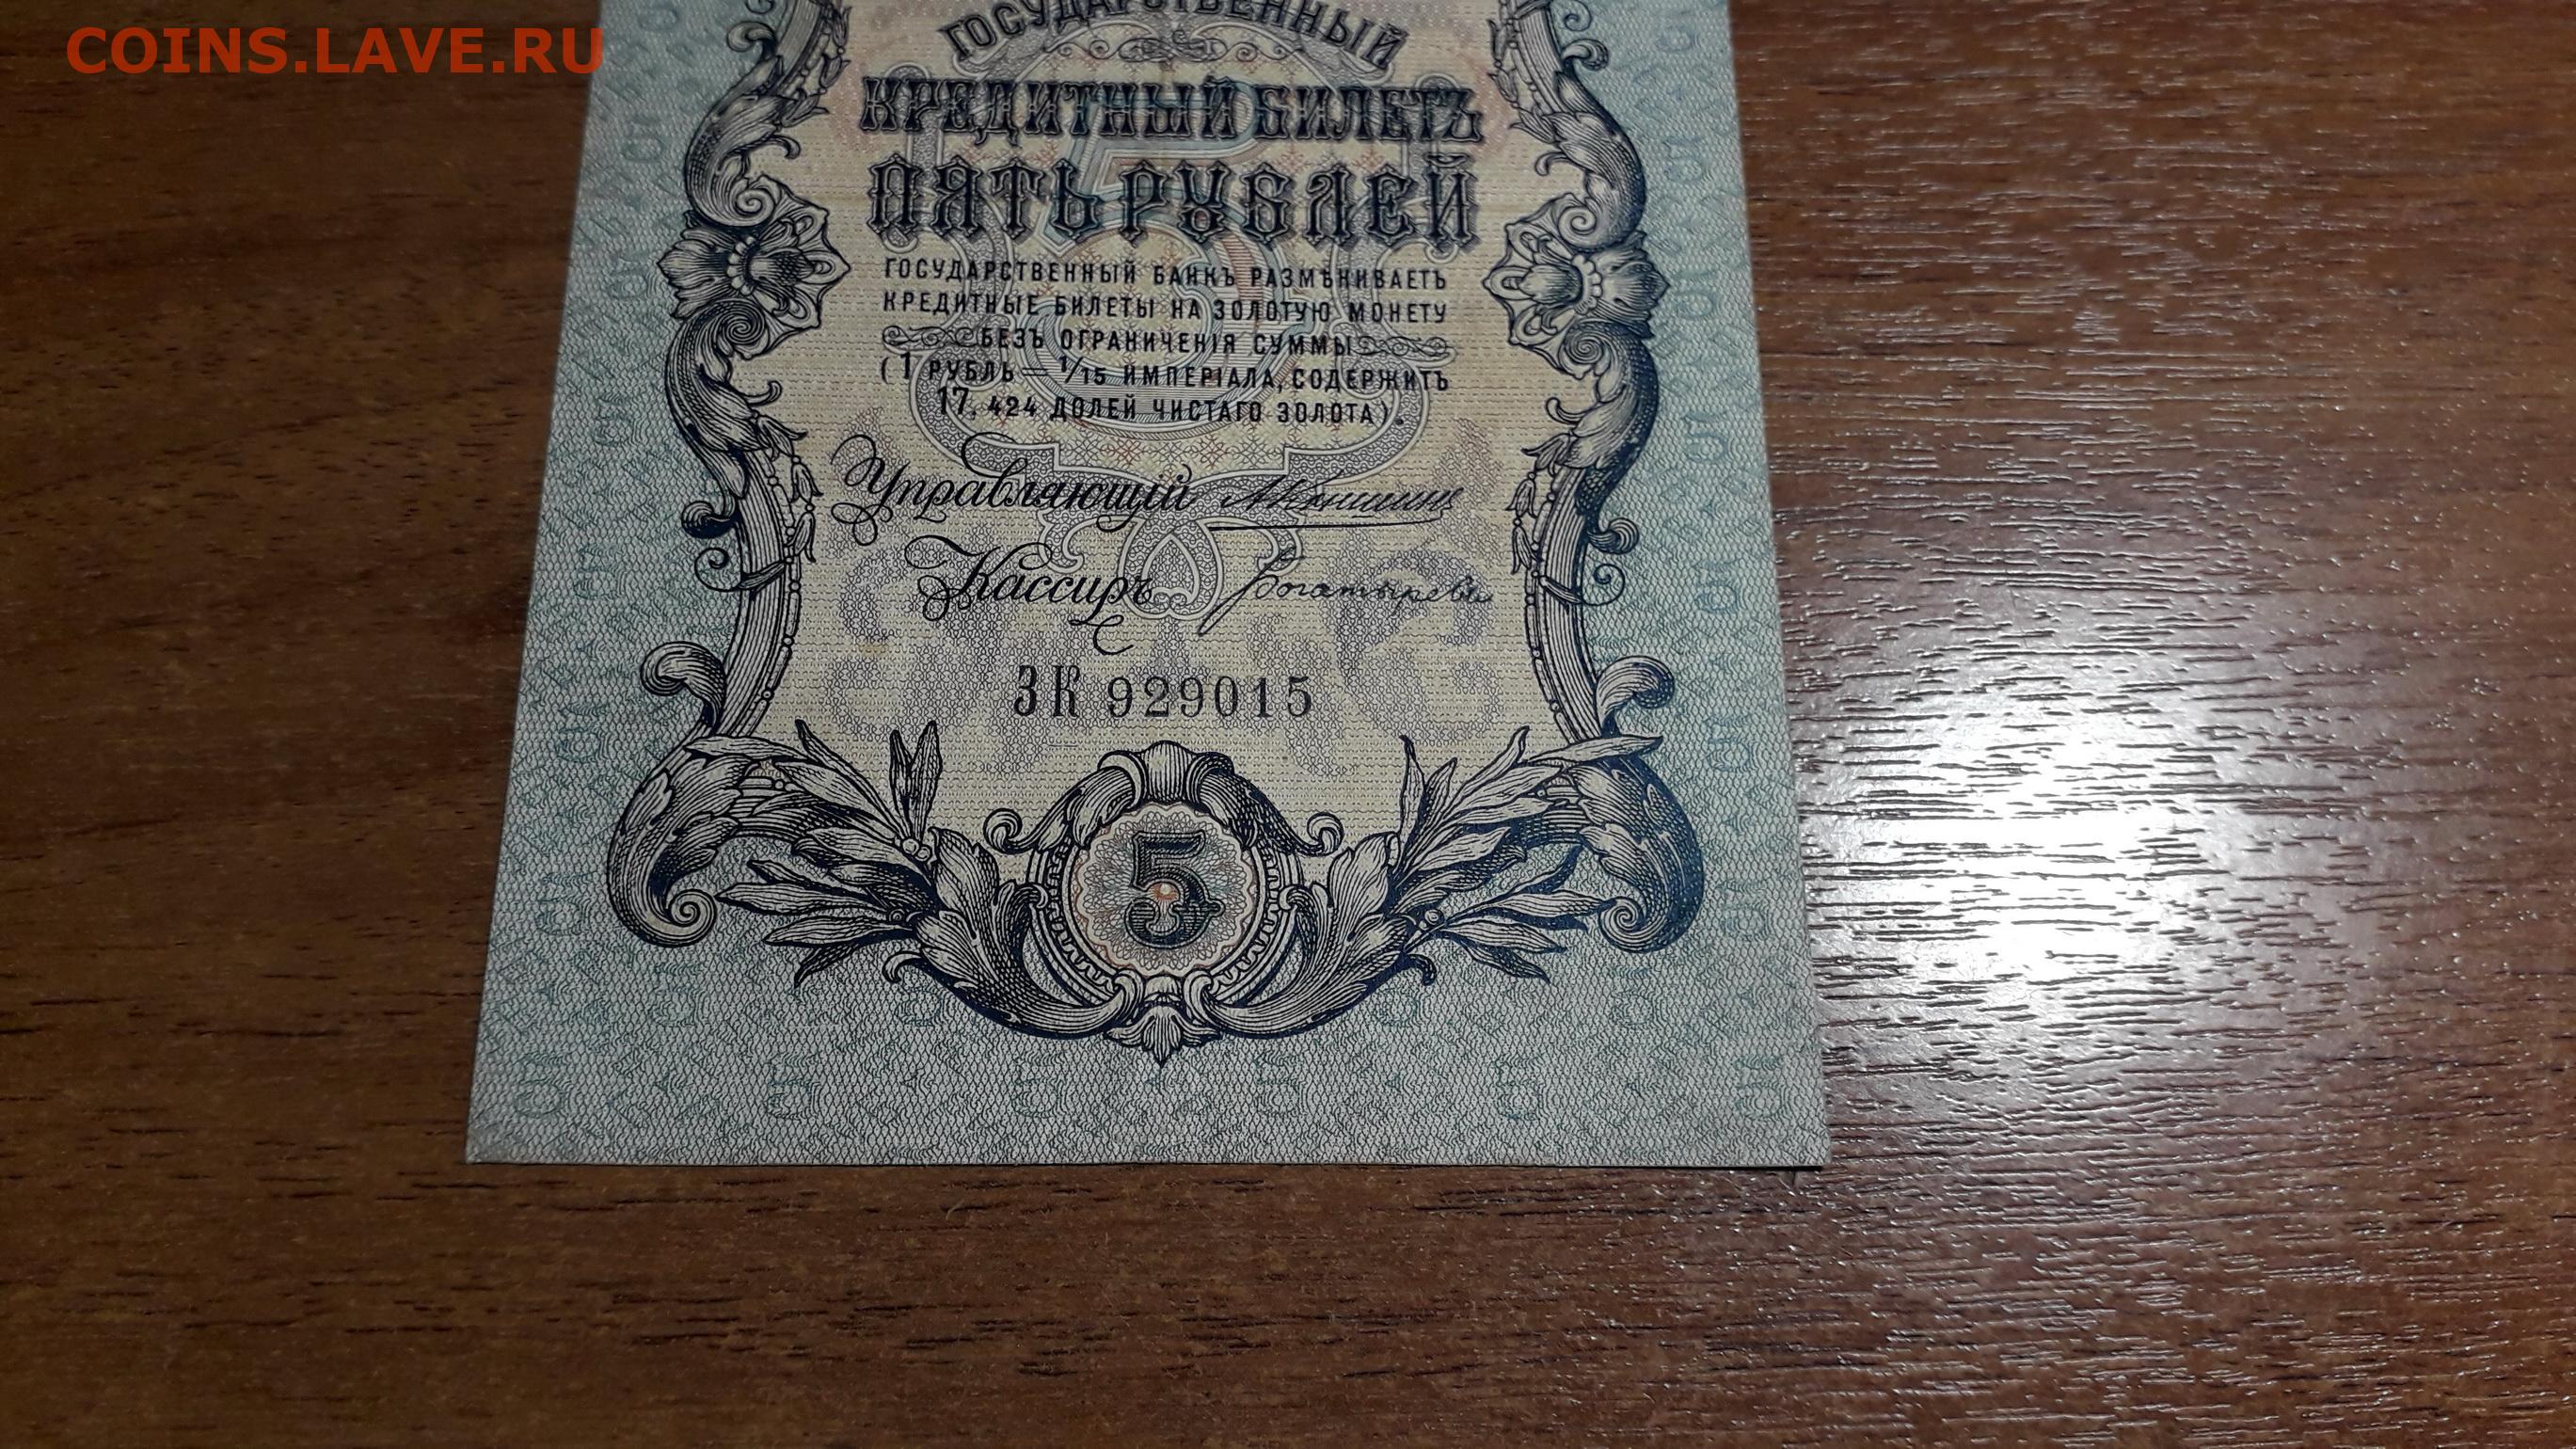 COINS.LAVE.RU
ГОСУДАРСТВЕННЫЙ
КРЕДИТНЫЙ БИЛЕТЪ
ПЯТЬ РУБЛЕЙ
ГОСУДАРСТВЕННЫЙ БАНКЪ РАЗМѢНИВАЕТЪ
КРЕДИТНЫЕ БИЛЕТЫ НА ЗОЛОТУЮ МОНЕТУ
БЕЗЪ ОГРАНИЧЕНІЯ СУММЫ
(1 РУБЛЬ = 1/15 ИМПЕРІАЛА, СОДЕРЖИТЪ
17,424 ДОЛЕЙ ЧИСТАГО ЗОЛОТА).
Управляющій АКоншинъ
Кассиръ Богатыревъ
ЗК 929015
5